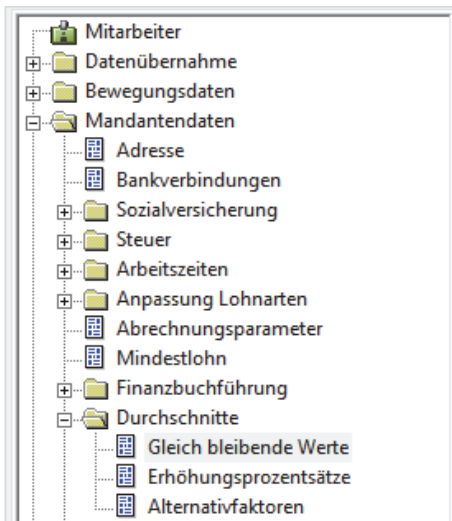 Mitarbeiter
Datenübernahme
Bewegungsdaten
Mandantendaten
Adresse
Bankverbindungen
Sozialversicherung
Steuer
Arbeitszeiten
Anpassung Lohnarten
Abrechnungsparameter
Mindestlohn
Finanzbuchführung
Durchschnitte
Gleich bleibende Werte
Erhöhungsprozentsätze
Alternativfaktoren